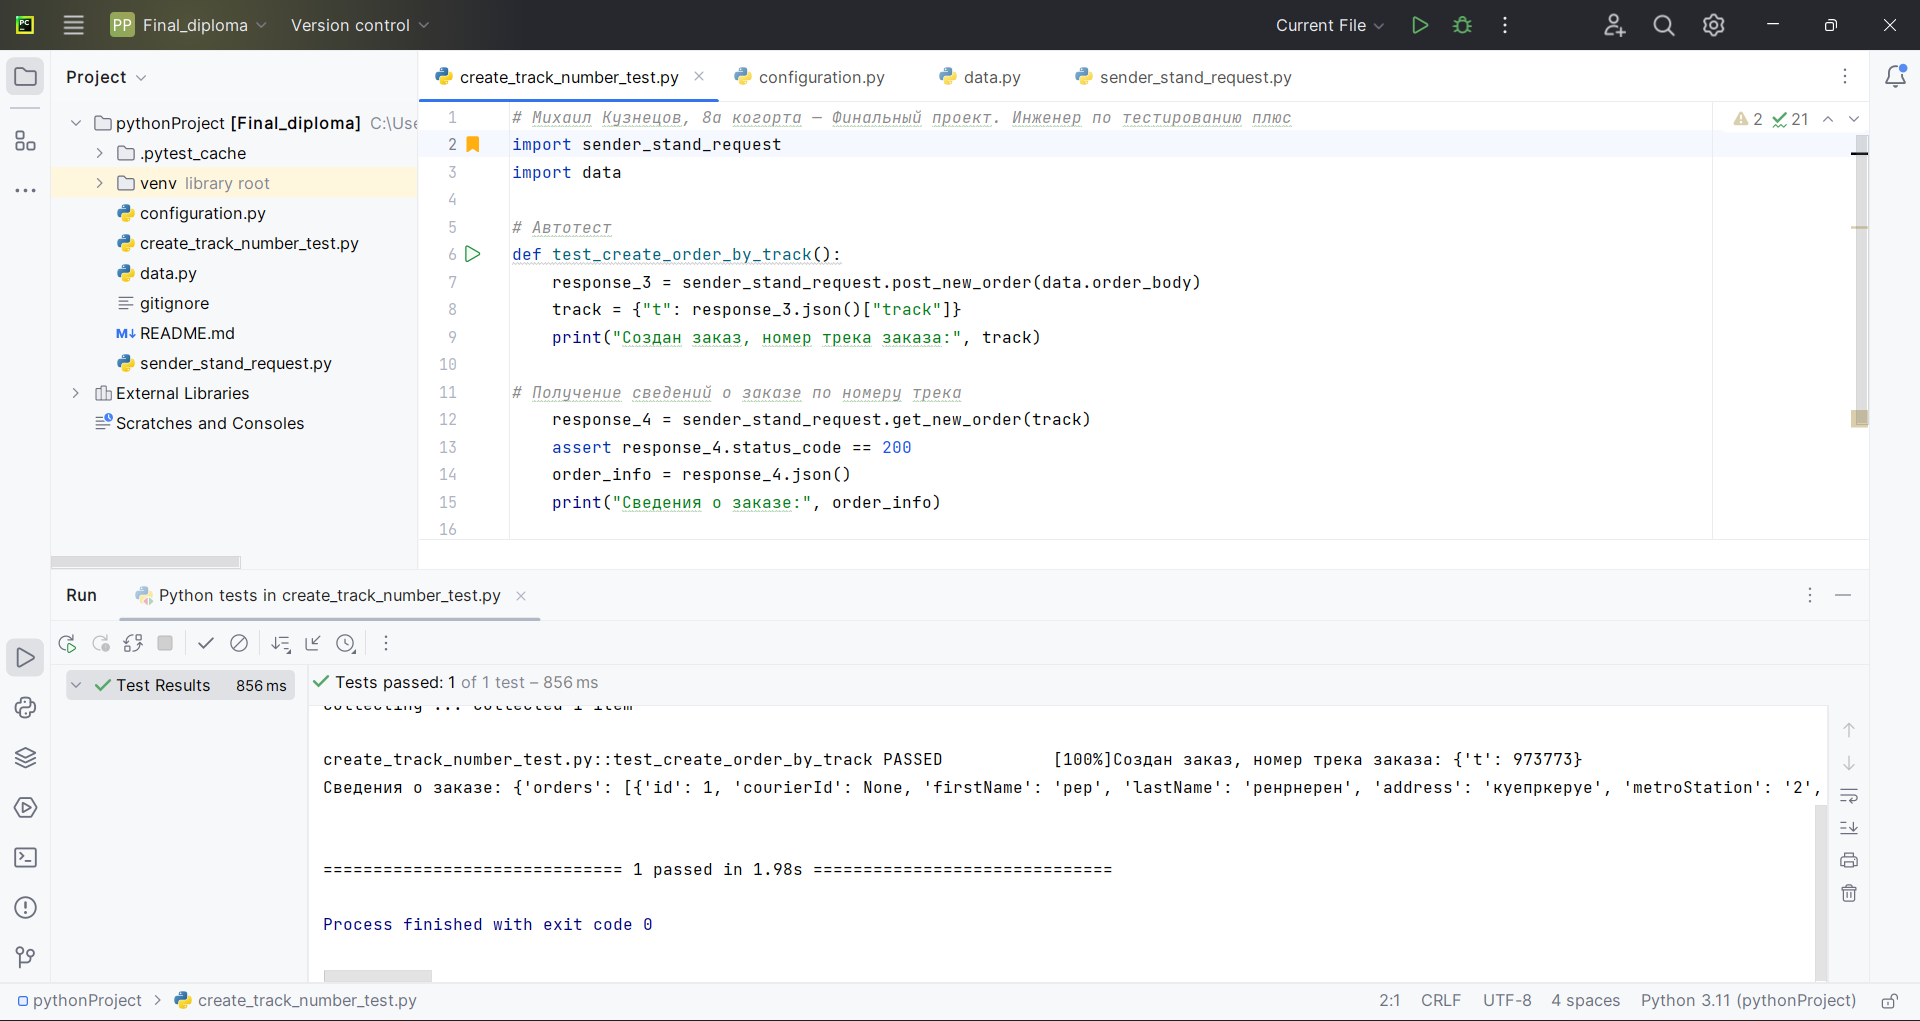 PP Final_diploma Version control Current File
Project
pythonProject [Final_diploma] C:\Use
.pytest_cache
venv library root
configuration.py
create_track_number_test.py
data.py
gitignore
M↓ README.md
sender_stand_request.py
External Libraries
Scratches and Consoles
create_track_number_test.py configuration.py data.py sender_stand_request.py
2 21
1 # Михаил Кузнецов, 8а когорта — Финальный проект. Инженер по тестированию плюс
2 import sender_stand_request
3 import data
4
5 # Автотест
6 def test_create_order_by_track():
7 response_3 = sender_stand_request.post_new_order(data.order_body)
8 track = {"t": response_3.json()["track"]}
9 print("Создан заказ, номер трека заказа:", track)
10
11 # Получение сведений о заказе по номеру трека
12 response_4 = sender_stand_request.get_new_order(track)
13 assert response_4.status_code == 200
14 order_info = response_4.json()
15 print("Сведения о заказе:", order_info)
16
Run Python tests in create_track_number_test.py
Test Results 856 ms
Tests passed: 1 of 1 test – 856 ms
collecting ... collected 1 item
create_track_number_test.py::test_create_order_by_track PASSED [100%]Создан заказ, номер трека заказа: {'t': 973773}
Сведения о заказе: {'orders': [{'id': 1, 'courierId': None, 'firstName': 'рер', 'lastName': 'ренрнерен', 'address': 'куепркеруе', 'metroStation': '2',
============================== 1 passed in 1.98s ==============================
Process finished with exit code 0
pythonProject > create_track_number_test.py 2:1 CRLF UTF-8 4 spaces Python 3.11 (pythonProject)